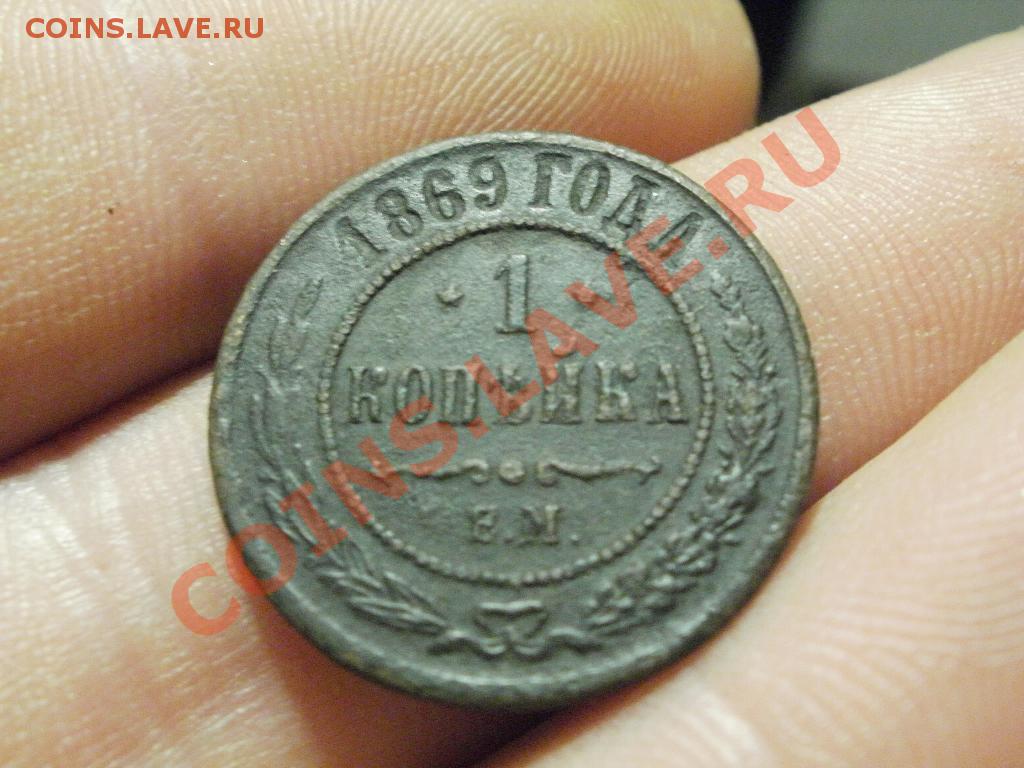 COINS.LAVE.RU
1869 ГОДА
* 1 *
КОПѢЙКА
Е.М.
COINS.LAVE.RU